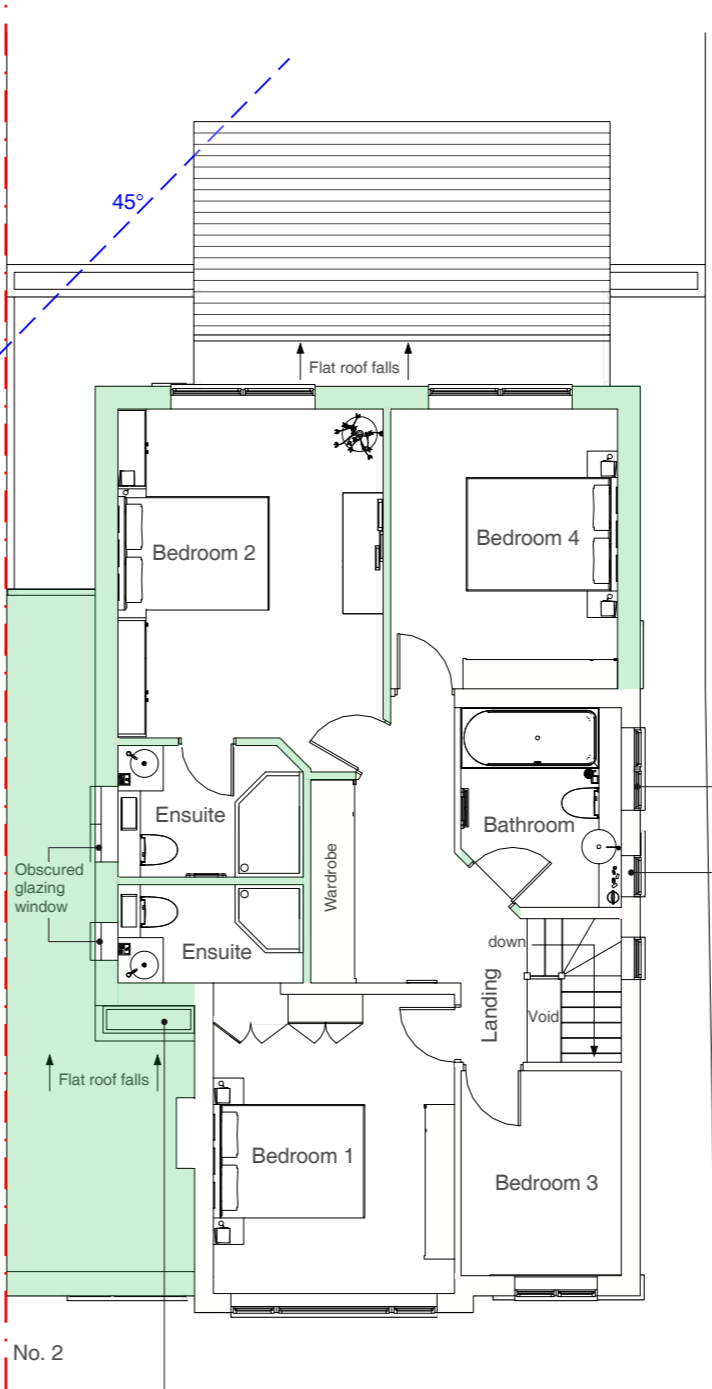 45°
Flat roof falls
Bedroom 2
Bedroom 4
Ensuite
Bathroom
Wardrobe
Obscured
glazing
window
Ensuite
down
Landing
Void
Flat roof falls
Bedroom 1
Bedroom 3
No. 2